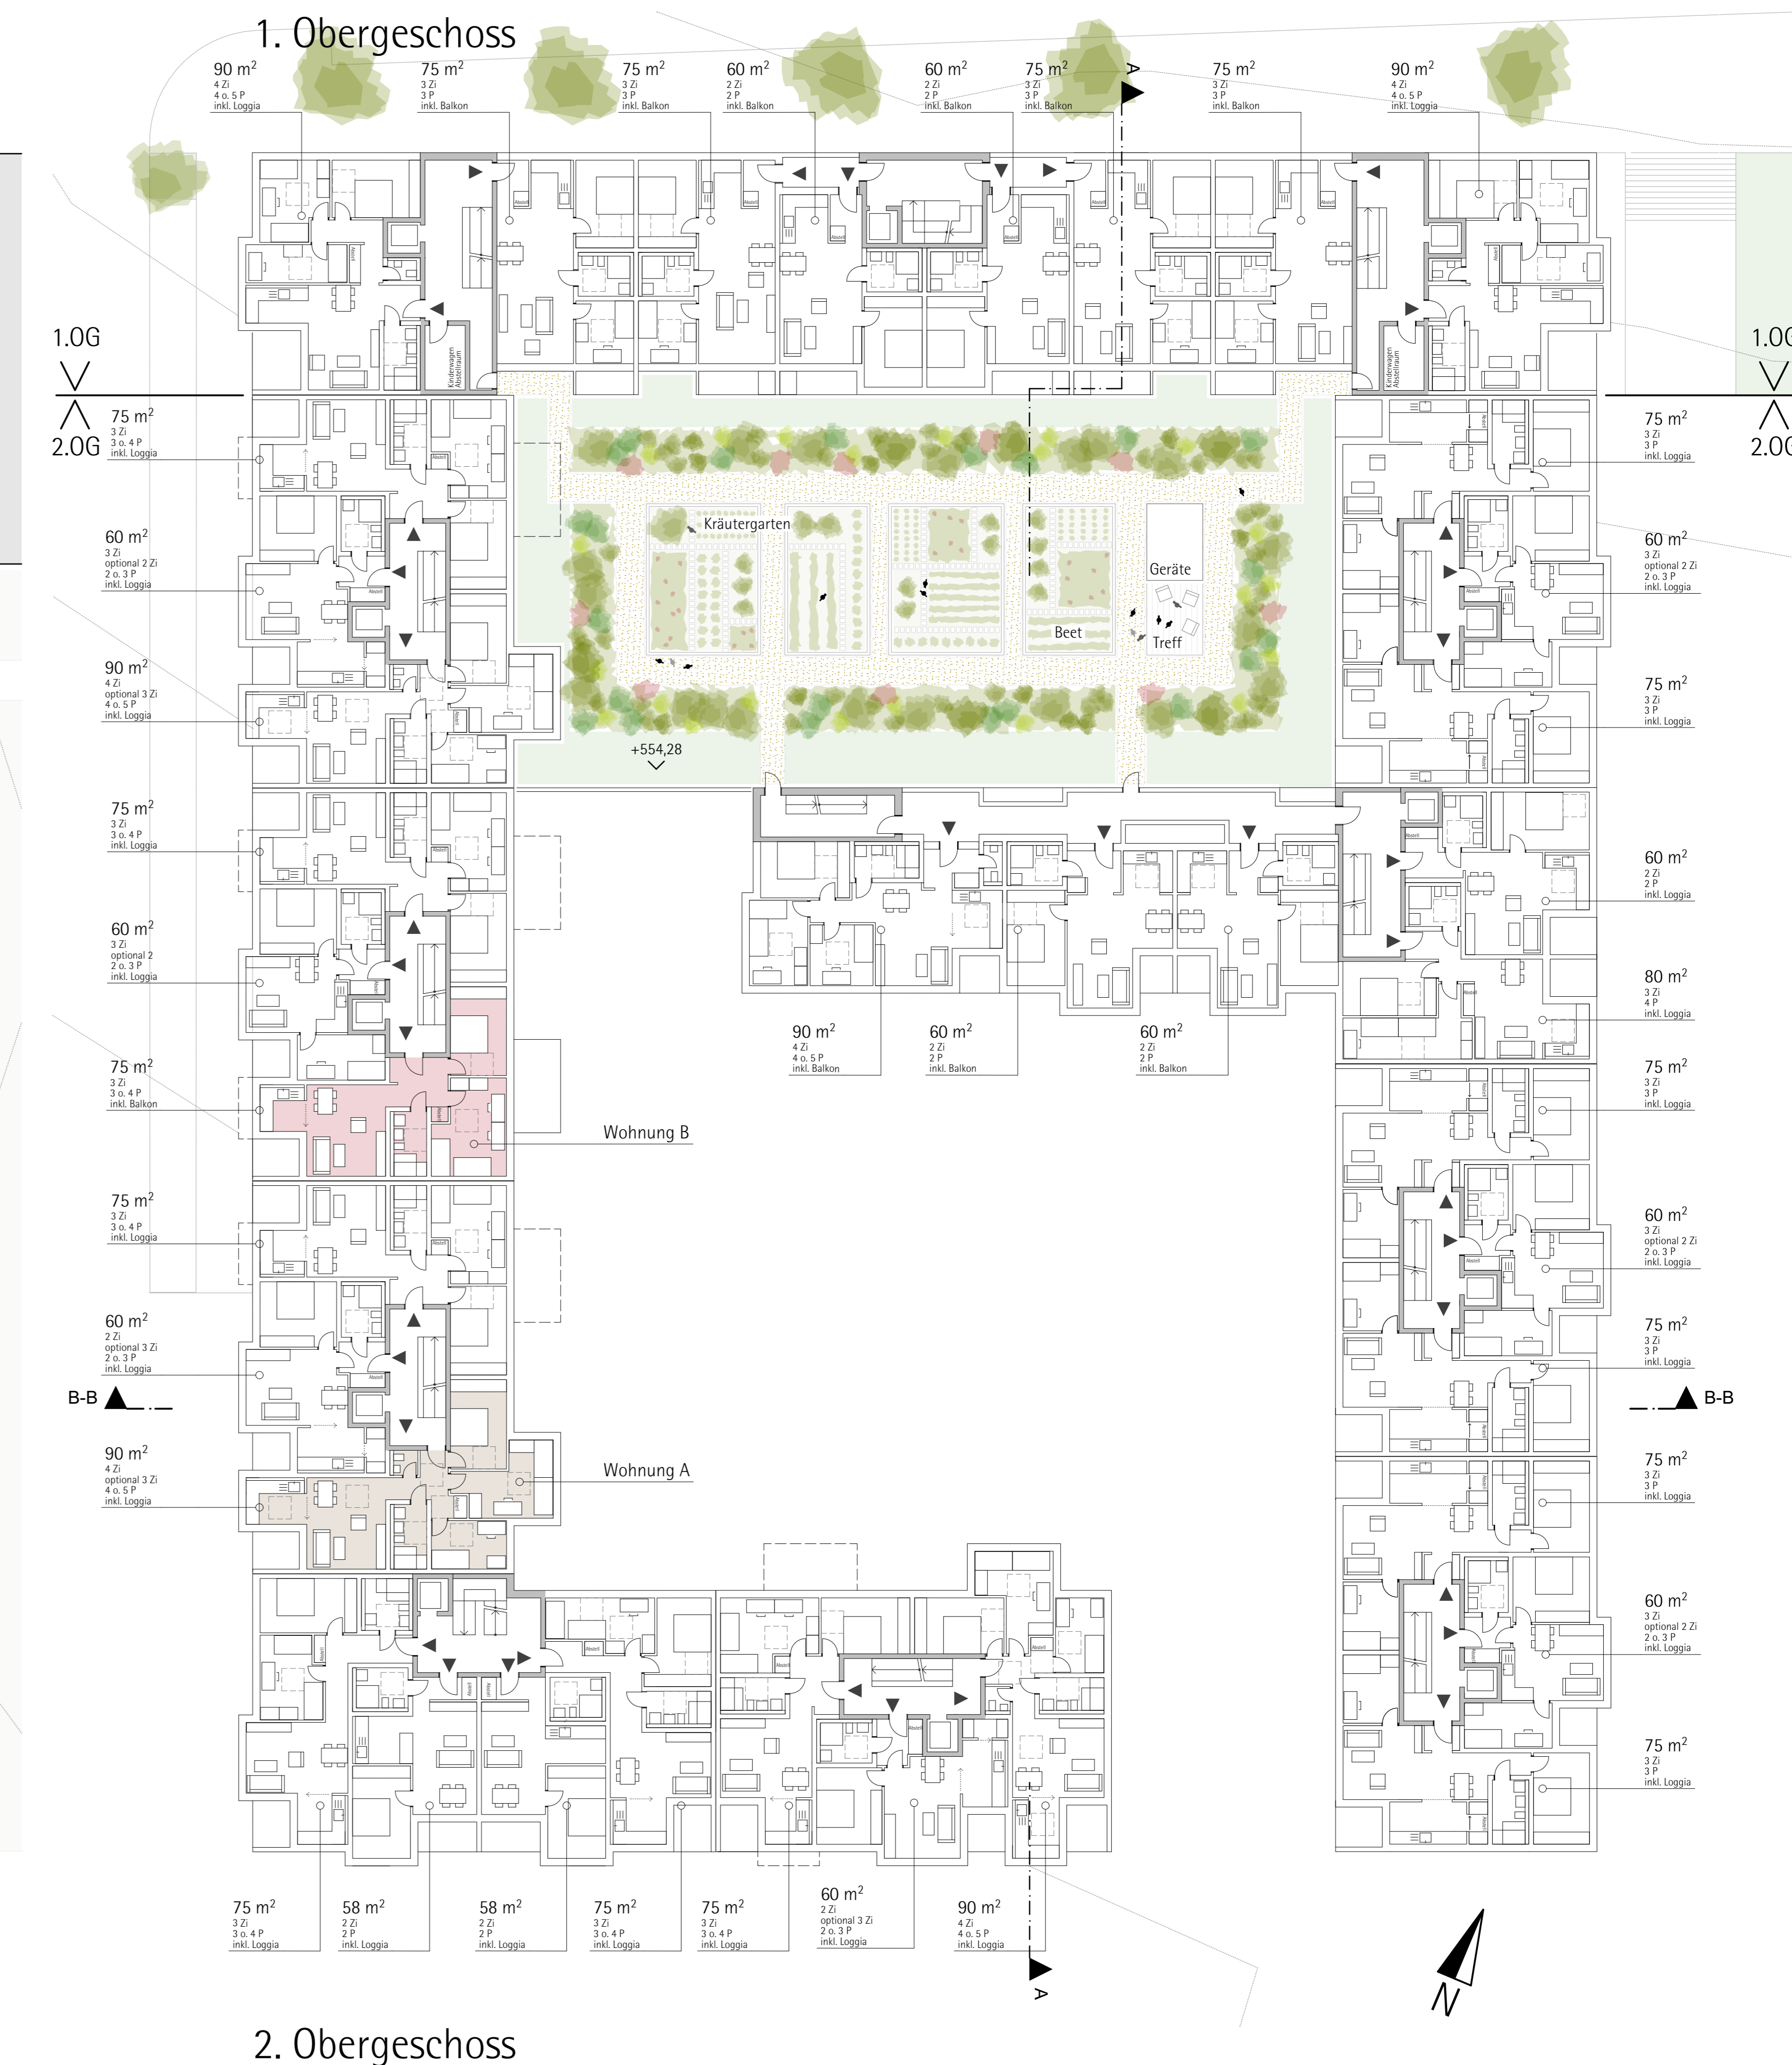 1. Obergeschoss
90 m²
4 Zi
4 o. 5 P
inkl. Loggia
75 m²
3 Zi
3 P
inkl. Balkon
75 m²
3 Zi
3 P
inkl. Balkon
60 m²
2 Zi
2 P
inkl. Balkon
60 m²
2 Zi
2 P
inkl. Balkon
75 m²
3 Zi
3 P
inkl. Balkon
75 m²
3 Zi
3 P
inkl. Balkon
90 m²
4 Zi
4 o. 5 P
inkl. Loggia
A
Kinderwagen
Abstellraum
Kinderwagen
Abstellraum
1.OG
2.OG
1.OG
2.OG
75 m²
3 Zi
3 o. 4 P
inkl. Loggia
60 m²
3 Zi
optional 2 Zi
2 o. 3 P
inkl. Loggia
90 m²
4 Zi
optional 3 Zi
4 o. 5 P
inkl. Loggia
75 m²
3 Zi
3 o. 4 P
inkl. Loggia
60 m²
3 Zi
optional 2
2 o. 3 P
inkl. Loggia
75 m²
3 Zi
3 o. 4 P
inkl. Balkon
75 m²
3 Zi
3 o. 4 P
inkl. Loggia
60 m²
2 Zi
optional 3 Zi
2 o. 3 P
inkl. Loggia
B-B
90 m²
4 Zi
optional 3 Zi
4 o. 5 P
inkl. Loggia
Kräutergarten
Geräte
Beet
Treff
+554,28
90 m²
4 Zi
4 o. 5 P
inkl. Balkon
60 m²
2 Zi
2 P
inkl. Balkon
60 m²
2 Zi
2 P
inkl. Balkon
Wohnung B
Wohnung A
75 m²
3 Zi
3 P
inkl. Loggia
60 m²
3 Zi
optional 2 Zi
2 o. 3 P
inkl. Loggia
75 m²
3 Zi
3 P
inkl. Loggia
60 m²
2 Zi
2 P
inkl. Loggia
80 m²
3 Zi
4 P
inkl. Loggia
75 m²
3 Zi
3 P
inkl. Loggia
60 m²
3 Zi
optional 2 Zi
2 o. 3 P
inkl. Loggia
75 m²
3 Zi
3 P
inkl. Loggia
B-B
75 m²
3 Zi
3 P
inkl. Loggia
60 m²
3 Zi
optional 2 Zi
2 o. 3 P
inkl. Loggia
75 m²
3 Zi
3 P
inkl. Loggia
75 m²
3 Zi
3 o. 4 P
inkl. Loggia
58 m²
2 Zi
2 P
inkl. Loggia
58 m²
2 Zi
2 P
inkl. Loggia
75 m²
3 Zi
3 o. 4 P
inkl. Loggia
75 m²
3 Zi
3 o. 4 P
inkl. Loggia
60 m²
2 Zi
optional 3 Zi
2 o. 3 P
inkl. Loggia
90 m²
4 Zi
4 o. 5 P
inkl. Loggia
A
N
2. Obergeschoss